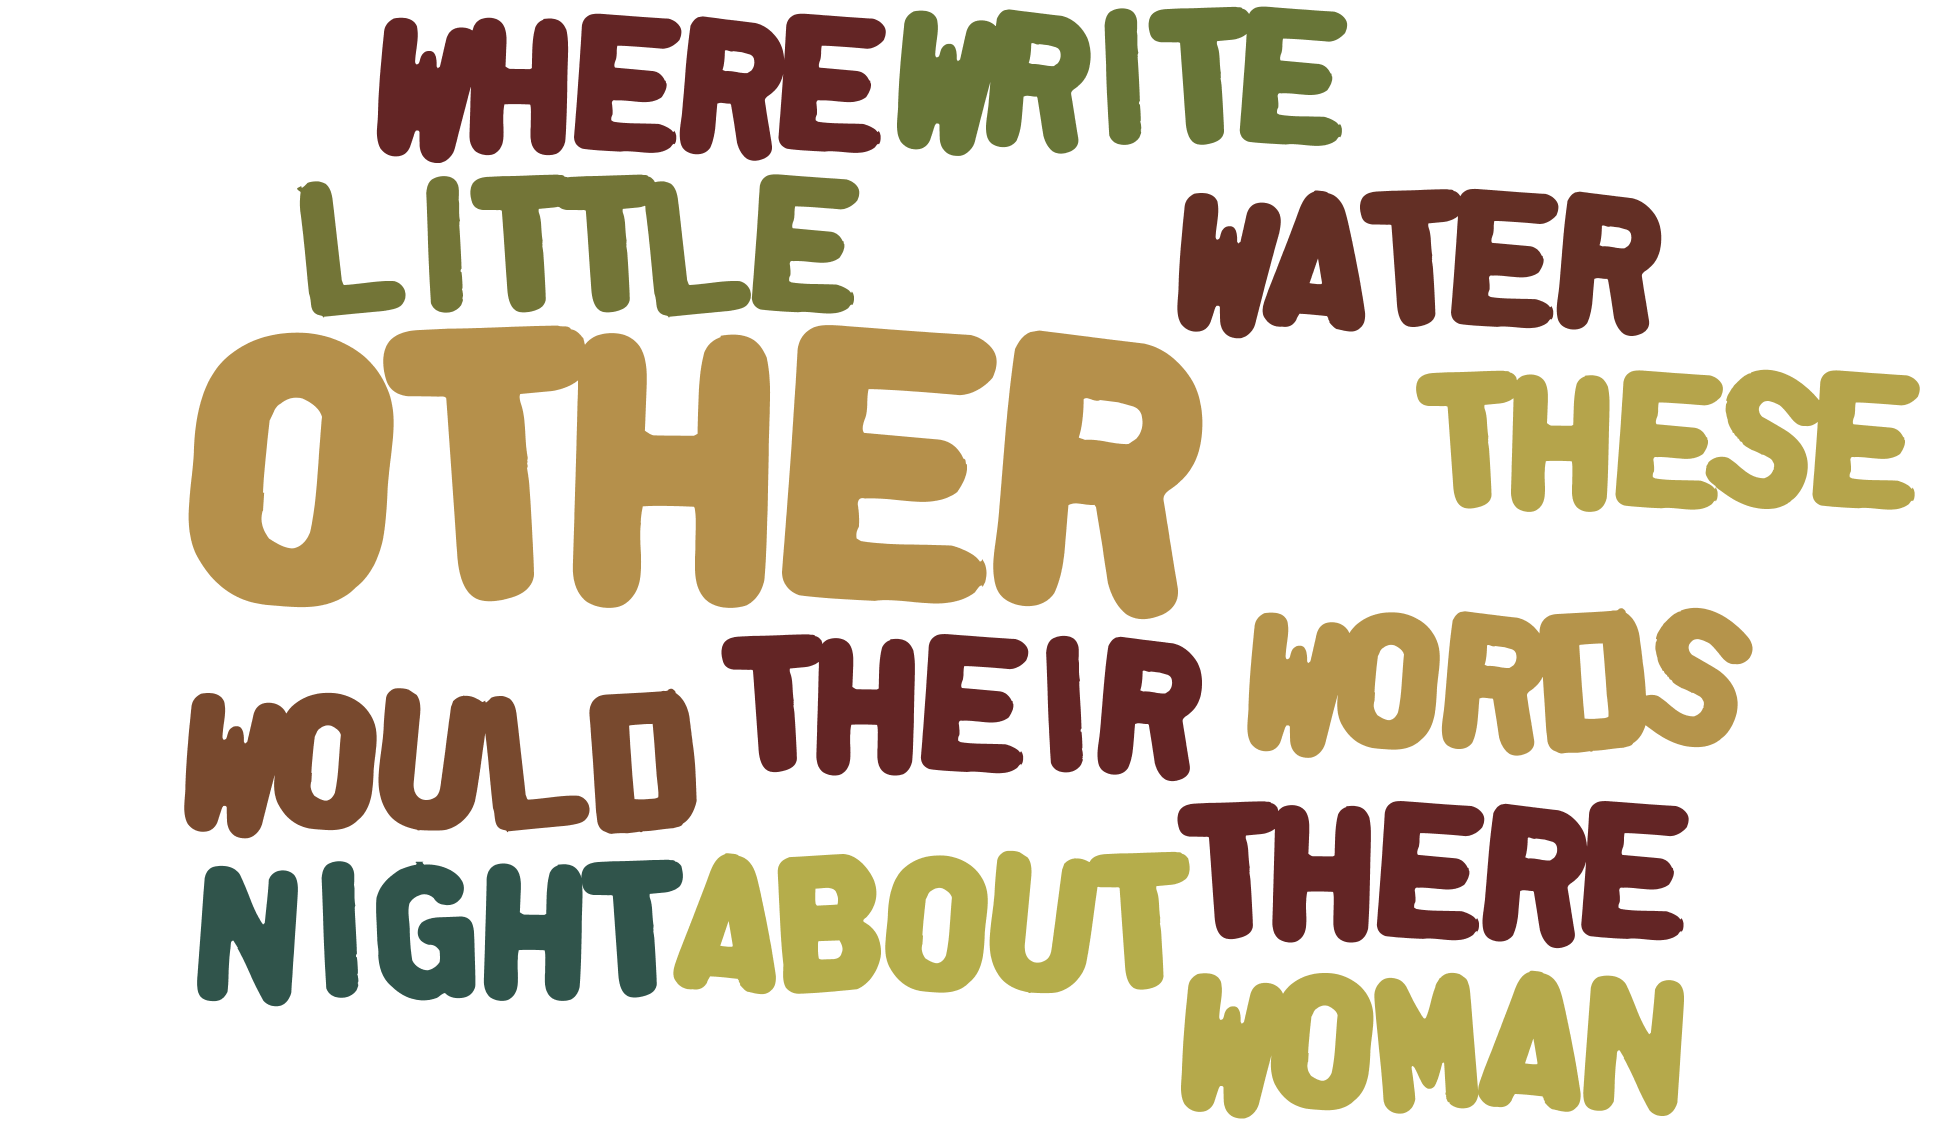 WHERE WRITE
LITTLE WATER
OTHER THESE
THEIR WORDS
WOULD
THERE
NIGHT ABOUT
WOMAN